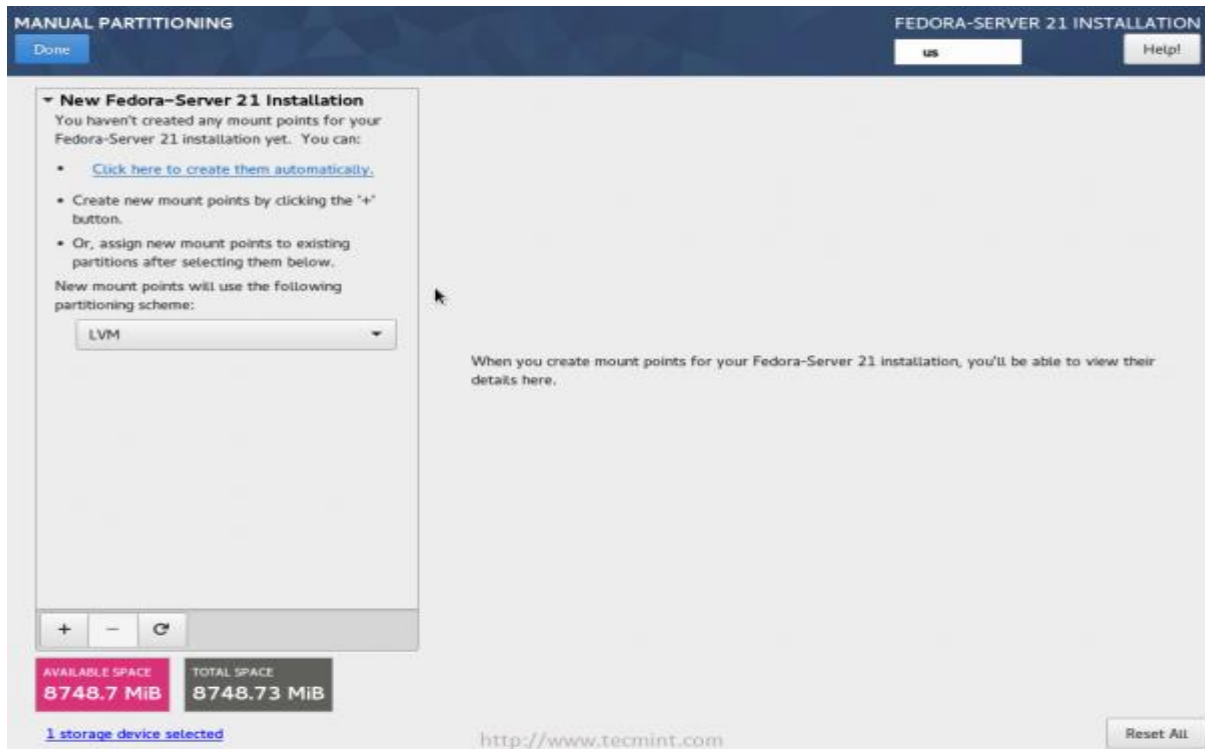 MANUAL PARTITIONING
FEDORA-SERVER 21 INSTALLATION
Done
us
Help!
New Fedora-Server 21 Installation
You haven't created any mount points for your
Fedora-Server 21 installation yet. You can:
• Click here to create them automatically.
• Create new mount points by clicking the '+'
button.
• Or, assign new mount points to existing
partitions after selecting them below.
New mount points will use the following
partitioning scheme:
LVM
When you create mount points for your Fedora-Server 21 installation, you'll be able to view their
details here.
+ −
AVAILABLE SPACE
8748.7 MiB
TOTAL SPACE
8748.73 MiB
1 storage device selected
http://www.tecmint.com
Reset All